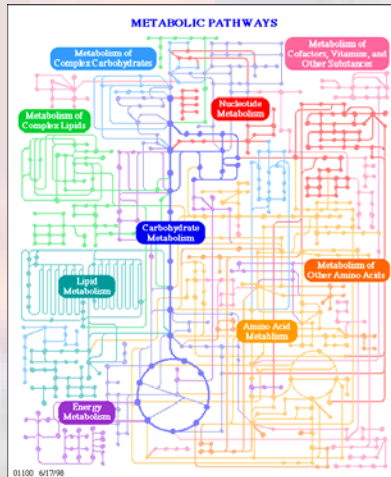 METABOLIC PATHWAYS
Metabolism of
Complex Carbohydrates
Metabolism of
Cofactors, Vitamins, and
Other Substances
Nucleotide
Metabolism
Metabolism of
Complex Lipids
Carbohydrate
Metabolism
Metabolism of
Other Amino Acids
Lipid
Metabolism
Amino Acid
Metablism
Energy
Metabolism
01100 6/17/98